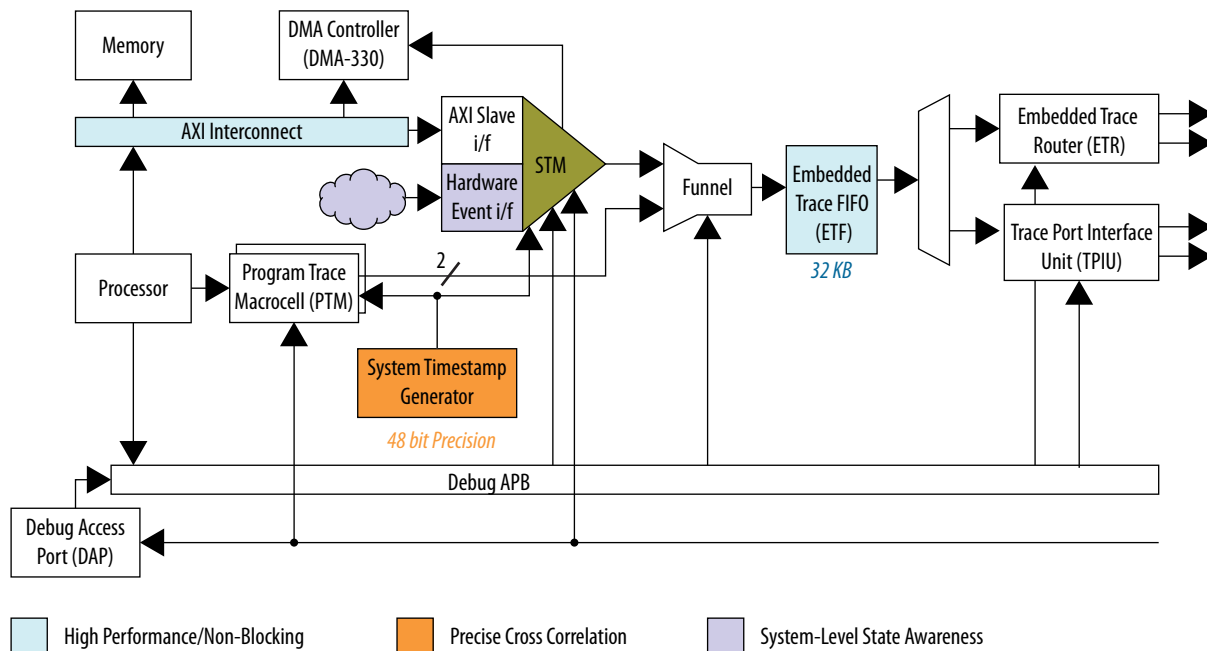 Memory
DMA Controller
(DMA-330)
AXI Interconnect
AXI Slave
i/f
STM
Hardware
Event i/f
Funnel
Embedded
Trace FIFO
(ETF)
32 KB
Embedded Trace
Router (ETR)
Trace Port Interface
Unit (TPIU)
Processor
Program Trace
Macrocell (PTM)
2
System Timestamp
Generator
48 bit Precision
Debug APB
Debug Access
Port (DAP)
High Performance/Non-Blocking
Precise Cross Correlation
System-Level State Awareness